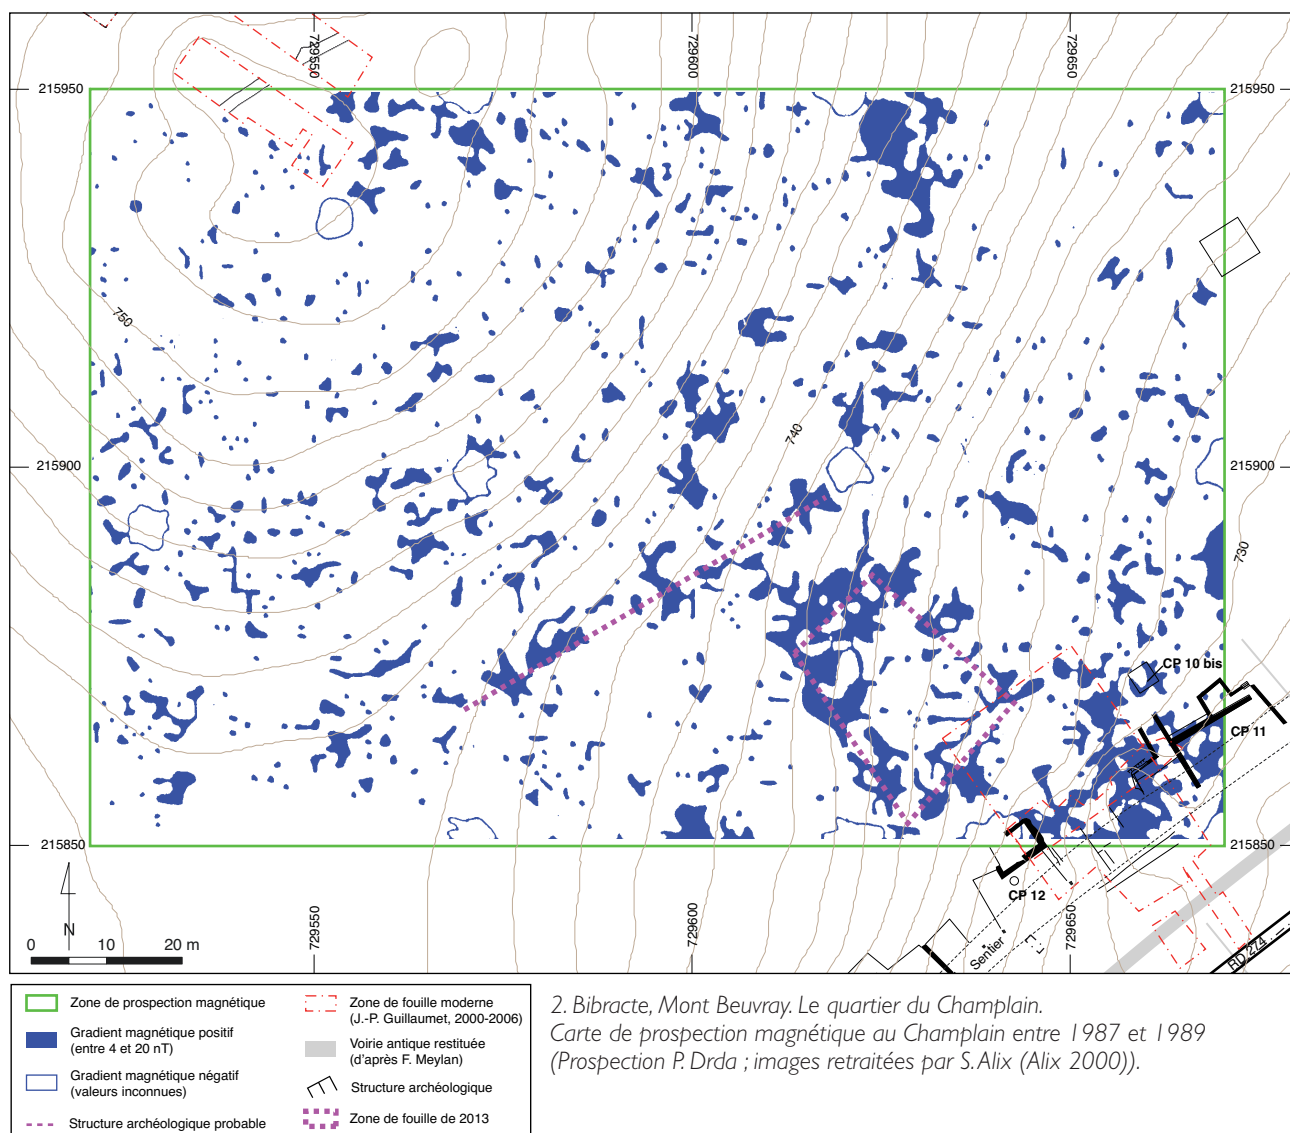 729550
729600
729650
215950
215950
750
740
215900
215900
730
CP 10 bis
CP 11
215850
215850
CP 12
N
729550
729600
729650
0 10 20 m
Sentier
RD 274
Zone de prospection magnétique
Gradient magnétique positif
(entre 4 et 20 nT)
Gradient magnétique négatif
(valeurs inconnues)
Structure archéologique probable
Zone de fouille moderne
(J.-P. Guillaumet, 2000-2006)
Voirie antique restituée
(d'après F. Meylan)
Structure archéologique
Zone de fouille de 2013
2. Bibracte, Mont Beuvray. Le quartier du Champlain.
Carte de prospection magnétique au Champlain entre 1987 et 1989
(Prospection P. Drda ; images retraitées par S. Alix (Alix 2000)).